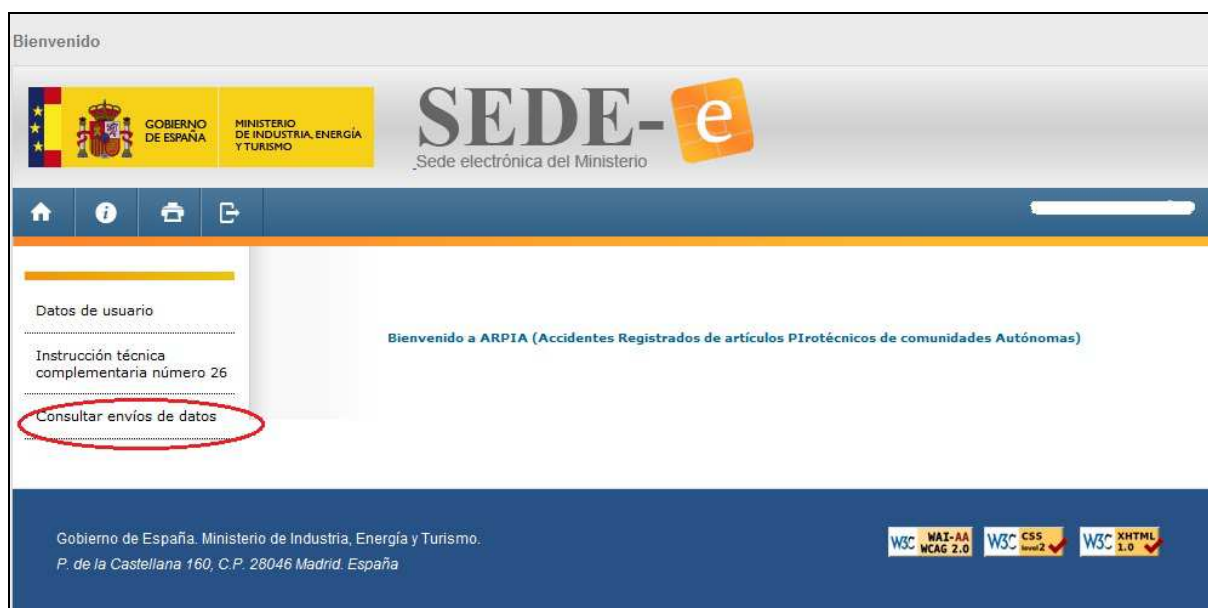 Bienvenido
GOBIERNO
DE ESPAÑA
MINISTERIO
DE INDUSTRIA, ENERGÍA
Y TURISMO
SEDE-e
Sede electrónica del Ministerio
Datos de usuario
Instrucción técnica
complementaria número 26
Consultar envíos de datos
Bienvenido a ARPIA (Accidentes Registrados de artículos PIrotécnicos de comunidades Autónomas)
Gobierno de España. Ministerio de Industria, Energía y Turismo.
P. de la Castellana 160, C.P. 28046 Madrid. España
W3C WAI-AA
WCAG 2.0
W3C CSS
level 2
W3C XHTML
1.0